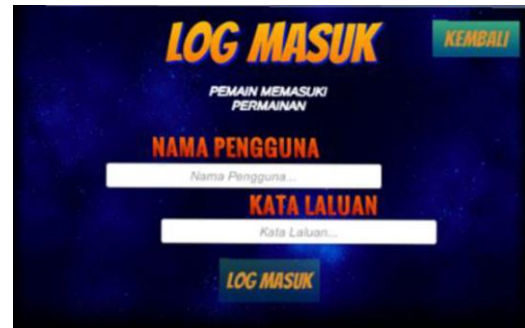 LOG MASUK
KEMBALI
PEMAIN MEMASUKI
PERMAINAN
NAMA PENGGUNA
Nama Pengguna...
KATA LALUAN
Kata Laluan...
LOG MASUK